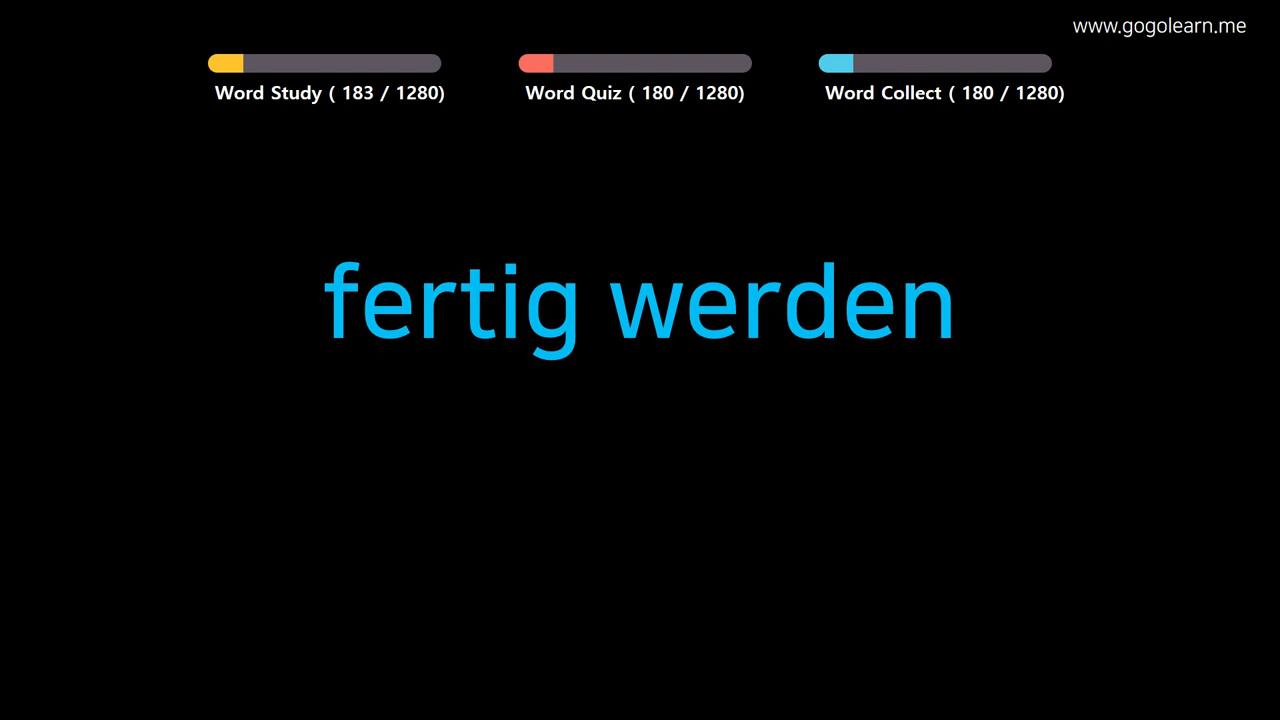 www.gogolearn.me
Word Study ( 183 / 1280)
Word Quiz ( 180 / 1280)
Word Collect ( 180 / 1280)
fertig werden